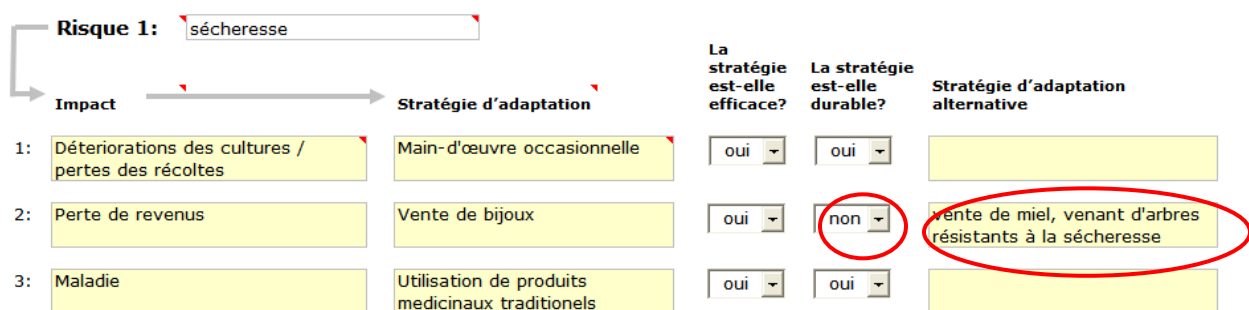 Risque 1: sécheresse
La stratégie est-elle efficace?
La stratégie est-elle durable?
Impact
Stratégie d’adaptation
Stratégie d’adaptation alternative
1: Déteriorations des cultures / pertes des récoltes
Main-d'œuvre occasionnelle
oui
oui
2: Perte de revenus
Vente de bijoux
oui
non
vente de miel, venant d'arbres résistants à la sécheresse
3: Maladie
Utilisation de produits medicinaux traditionels
oui
oui